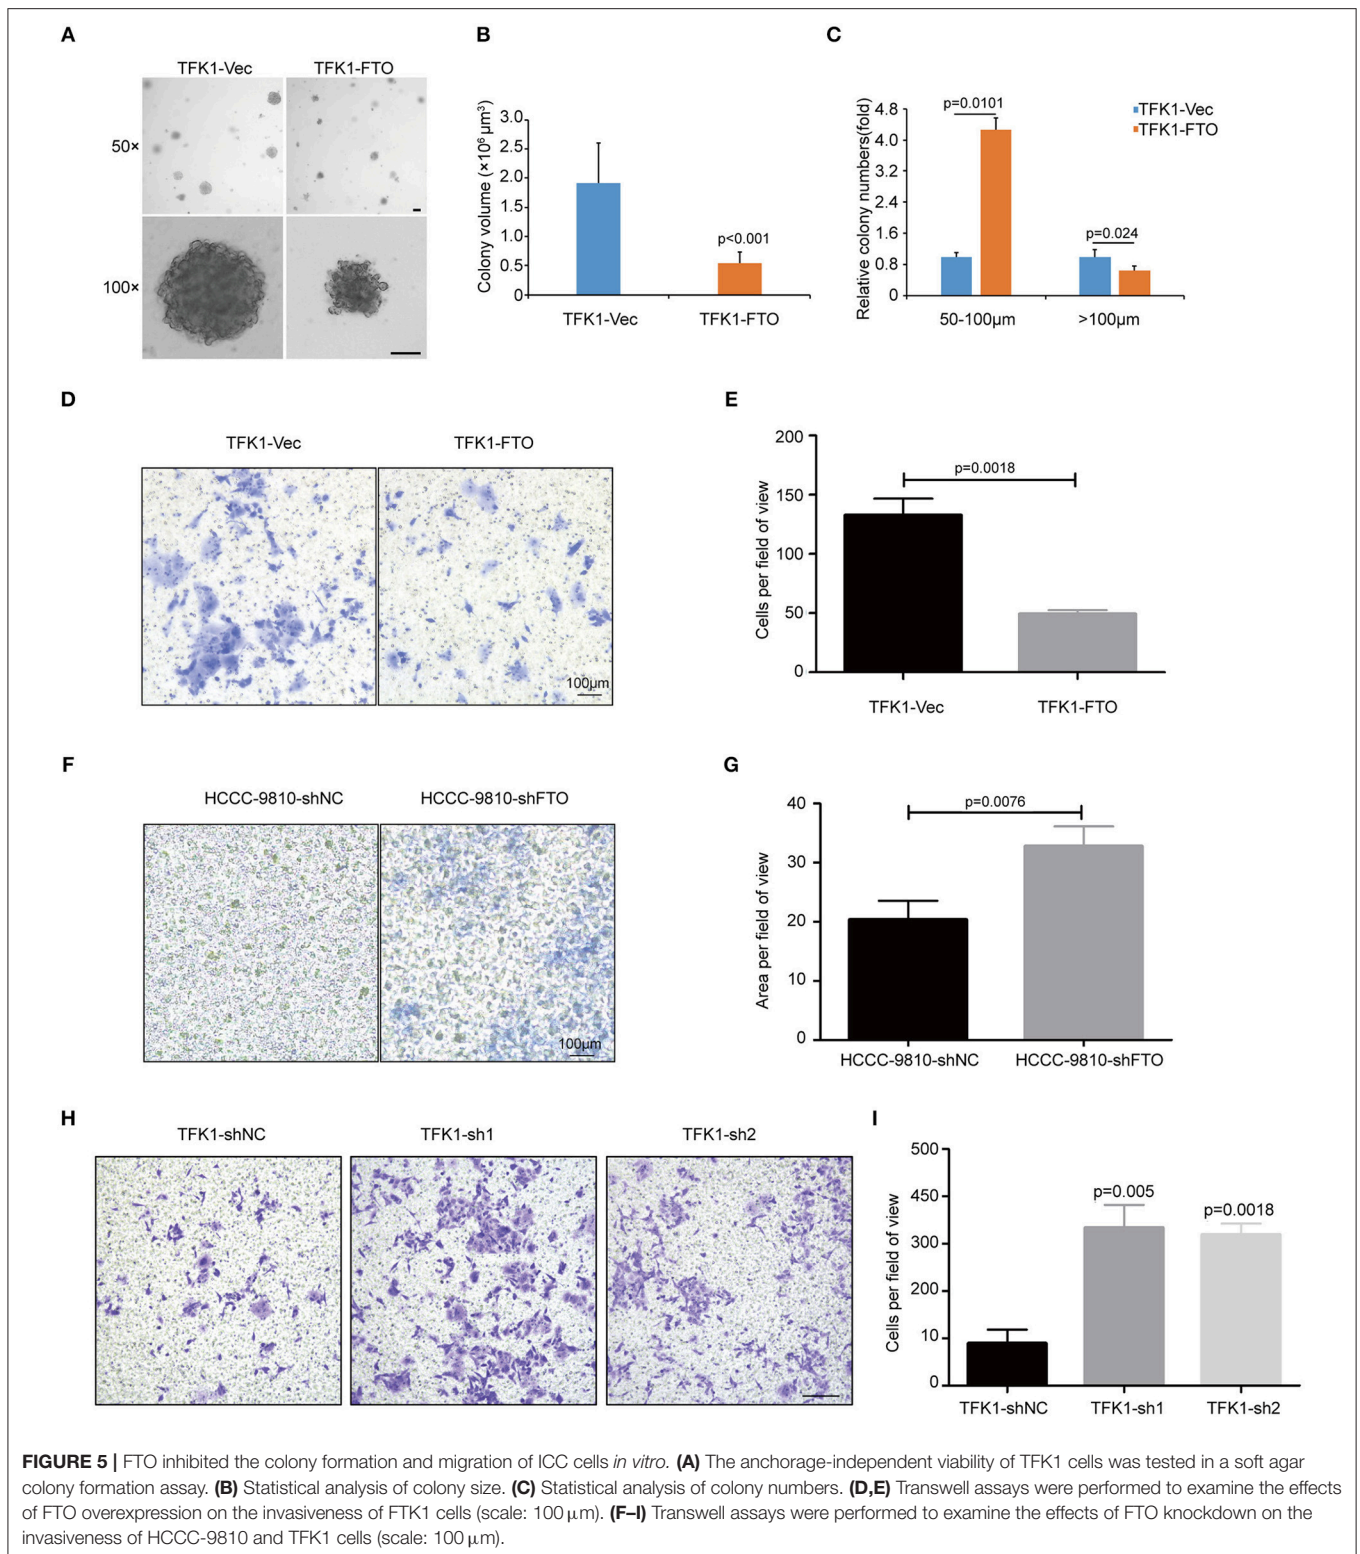 A
TFK1-Vec
TFK1-FTO
50×
100×
B
Colony volume (×10⁶ μm³)
3.0
2.5
2.0
1.5
1.0
0.5
0
p<0.001
TFK1-Vec
TFK1-FTO
C
Relative colony numbers(fold)
4.8
4.0
3.2
2.4
1.6
0.8
0
p=0.0101
p=0.024
TFK1-Vec
TFK1-FTO
50-100μm
>100μm
D
TFK1-Vec
TFK1-FTO
100μm
E
Cells per field of view
200
150
100
50
0
p=0.0018
TFK1-Vec
TFK1-FTO
F
HCCC-9810-shNC
HCCC-9810-shFTO
100μm
G
Area per field of view
40
30
20
10
0
p=0.0076
HCCC-9810-shNC
HCCC-9810-shFTO
H
TFK1-shNC
TFK1-sh1
TFK1-sh2
I
Cells per field of view
500
450
300
200
10
0
p=0.005
p=0.0018
TFK1-shNC
TFK1-sh1
TFK1-sh2
FIGURE 5 | FTO inhibited the colony formation and migration of ICC cells in vitro. (A) The anchorage-independent viability of TFK1 cells was tested in a soft agar
colony formation assay. (B) Statistical analysis of colony size. (C) Statistical analysis of colony numbers. (D,E) Transwell assays were performed to examine the effects
of FTO overexpression on the invasiveness of FTK1 cells (scale: 100 μm). (F–I) Transwell assays were performed to examine the effects of FTO knockdown on the
invasiveness of HCCC-9810 and TFK1 cells (scale: 100 μm).